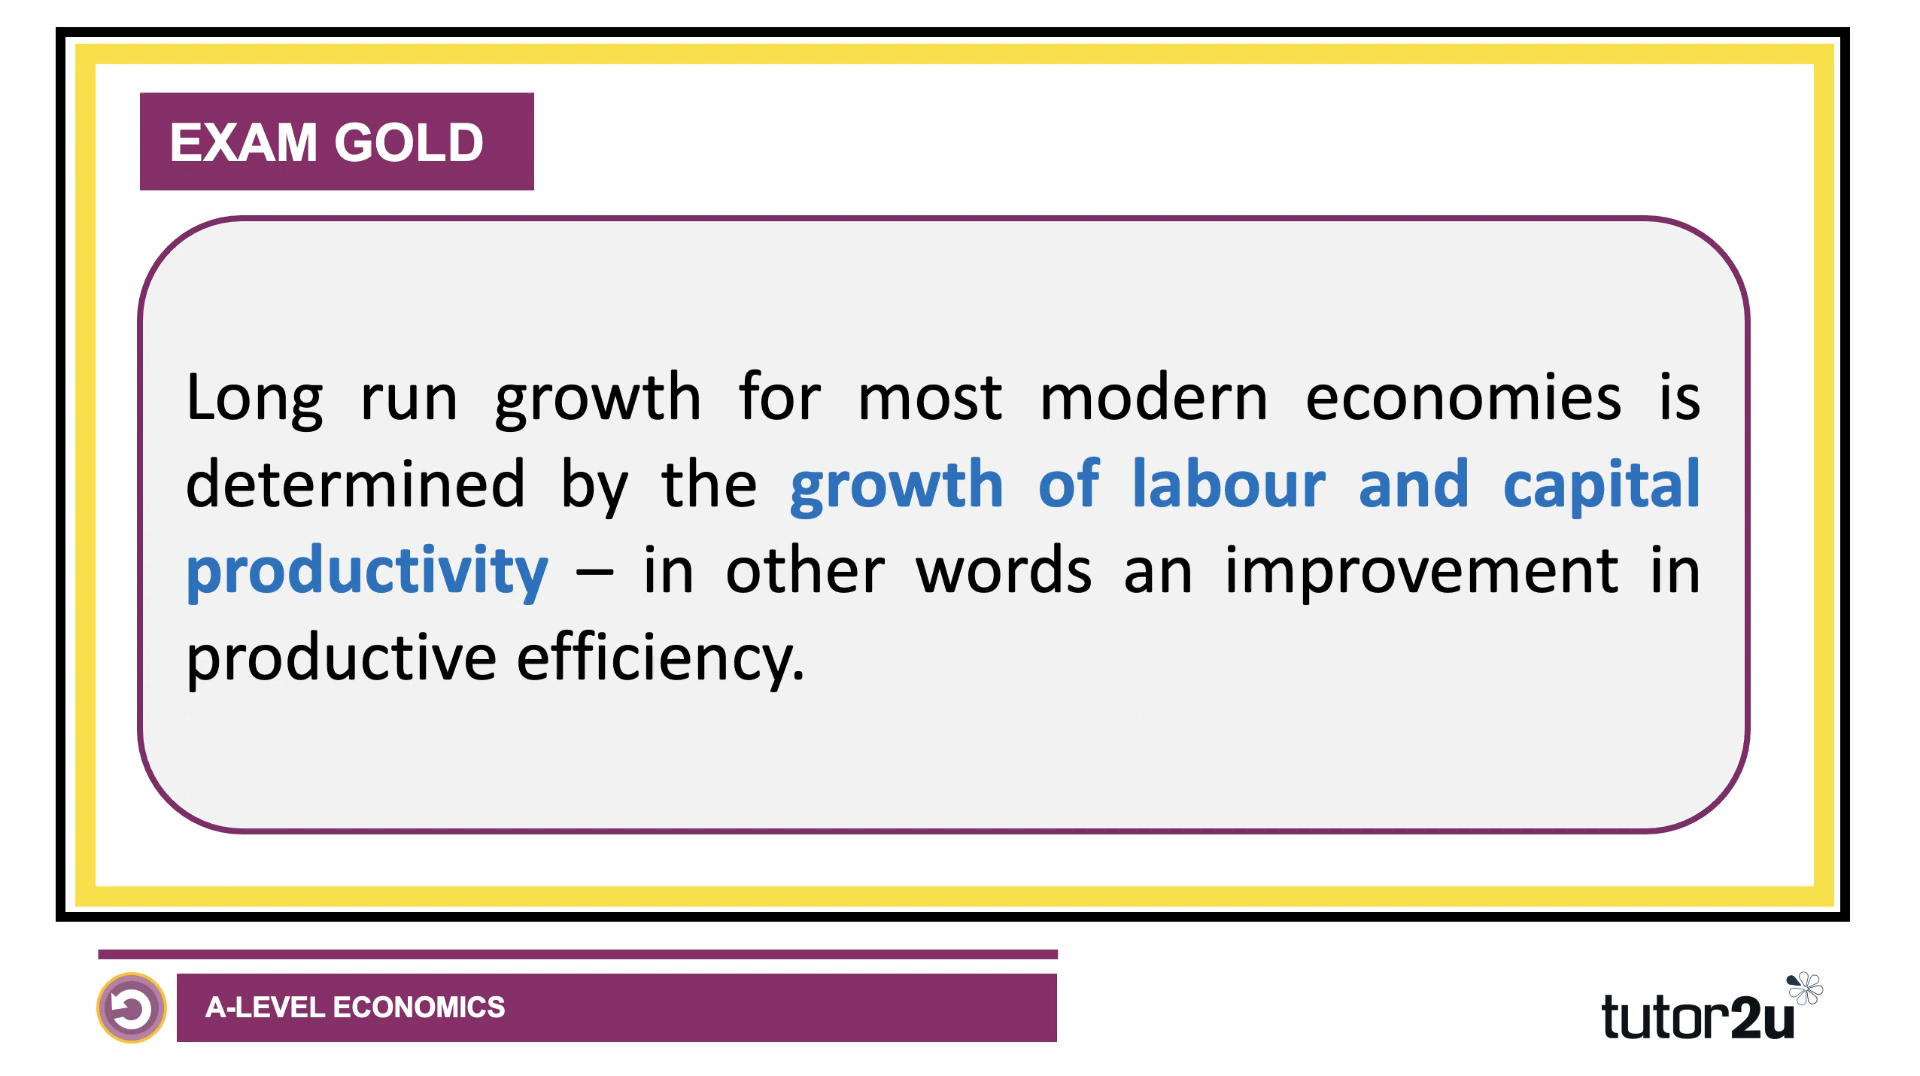 EXAM GOLD
Long run growth for most modern economies is
determined by the growth of labour and capital
productivity – in other words an improvement in
productive efficiency.
A-LEVEL ECONOMICS
tutor2u